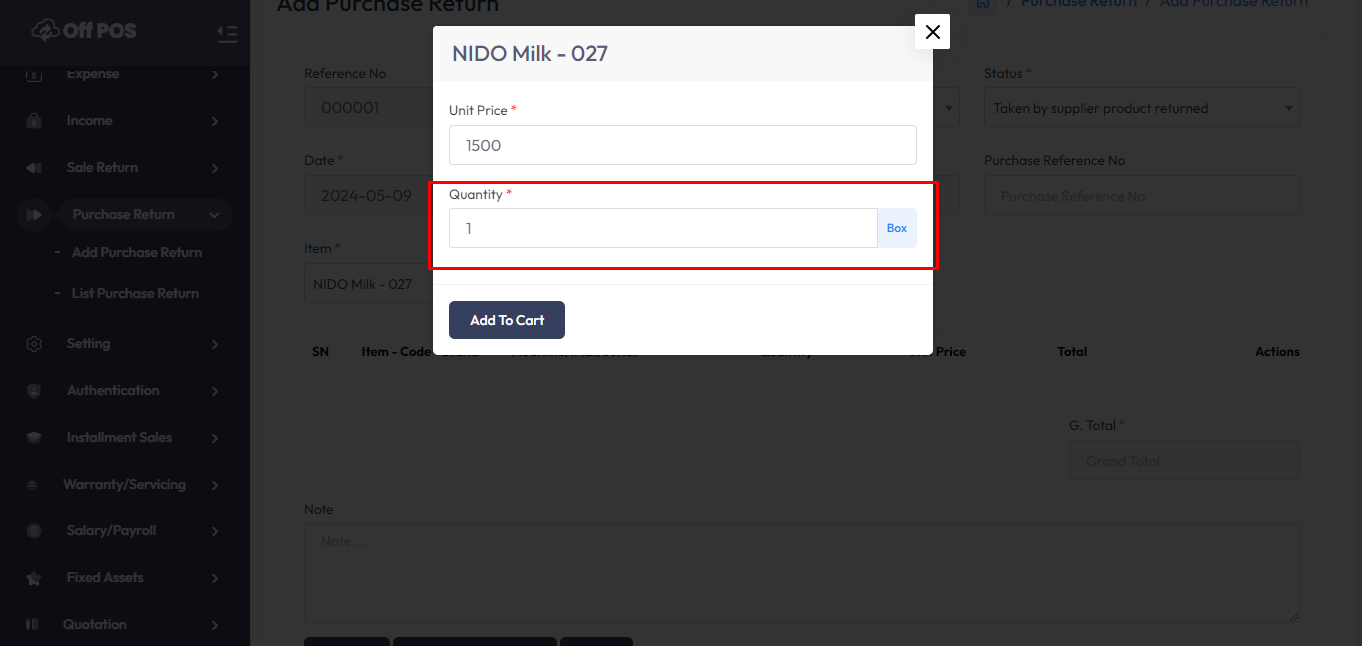 Add Purchase Return
/ Purchase Return / Add Purchase Return
Off POS
Expense
Income
Sale Return
Purchase Return
- Add Purchase Return
- List Purchase Return
Setting
Authentication
Installment Sales
Warranty/Servicing
Salary/Payroll
Fixed Assets
Quotation
Reference No
000001
Status *
Taken by supplier product returned
Date *
2024-05-09
Purchase Reference No
Purchase Reference No
Item *
NIDO Milk - 027
NIDO Milk - 027
Unit Price *
1500
Quantity *
1
Box
Add To Cart
SN
Item - Code
Price
Total
Actions
G. Total *
Grand Total
Note
Note ...